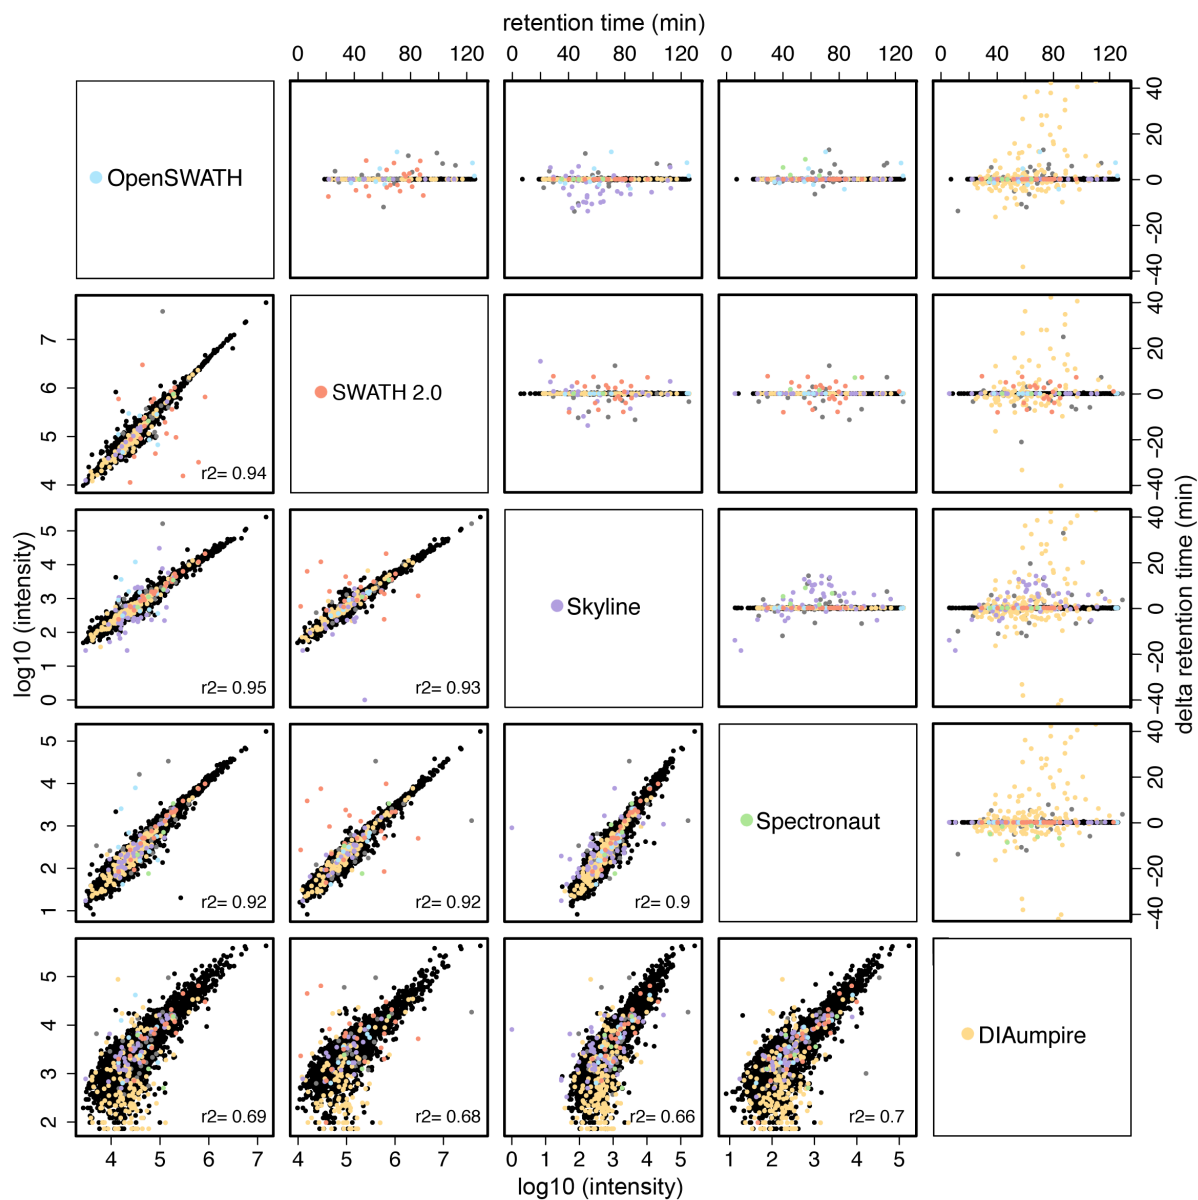 retention time (min)
0 40 80 120 0 40 80 120 0 40 80 120 0 40 80 120
OpenSWATH
40
20
0
−20
−40
7
6
5
4
r2= 0.94
SWATH 2.0
40
20
0
−20
−40
5
4
3
2
1
0
r2= 0.95
r2= 0.93
Skyline
40
20
0
−20
−40
log10 (intensity)
delta retention time (min)
5
4
3
2
1
r2= 0.92
r2= 0.92
r2= 0.9
Spectronaut
40
20
0
−20
−40
5
4
3
2
r2= 0.69
r2= 0.68
r2= 0.66
r2= 0.7
DIAumpire
4 5 6 7 4 5 6 7 0 1 2 3 4 5 1 2 3 4 5
log10 (intensity)